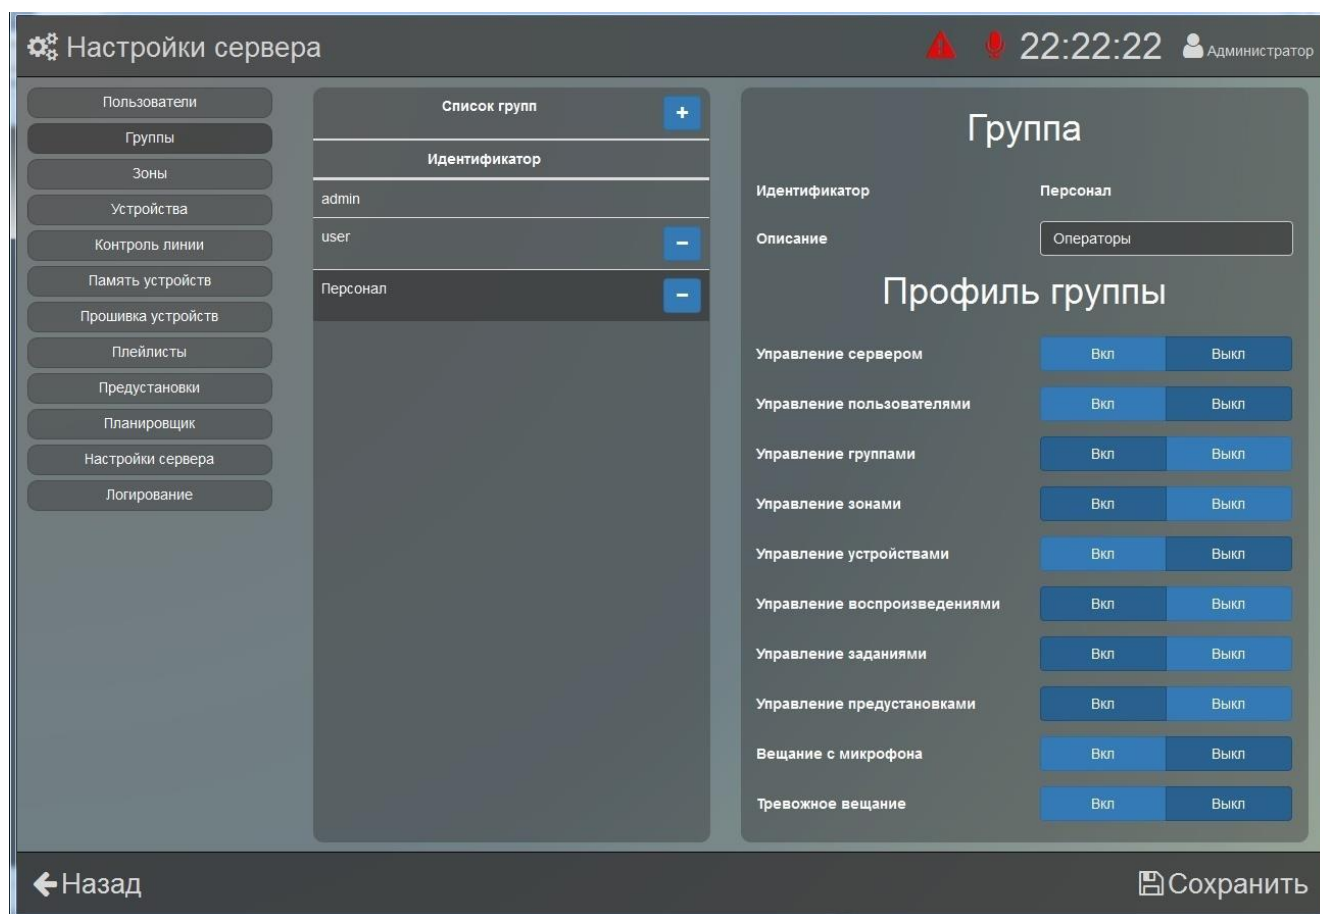 Настройки сервера
22:22:22 Администратор
Пользователи
Группы
Зоны
Устройства
Контроль линии
Память устройств
Прошивка устройств
Плейлисты
Предустановки
Планировщик
Настройки сервера
Логирование
Список групп +
Идентификатор
admin
user −
Персонал −
Группа
Идентификатор Персонал
Описание Операторы
Профиль группы
Управление сервером Вкл Выкл
Управление пользователями Вкл Выкл
Управление группами Вкл Выкл
Управление зонами Вкл Выкл
Управление устройствами Вкл Выкл
Управление воспроизведениями Вкл Выкл
Управление заданиями Вкл Выкл
Управление предустановками Вкл Выкл
Вещание с микрофона Вкл Выкл
Тревожное вещание Вкл Выкл
Назад
Сохранить